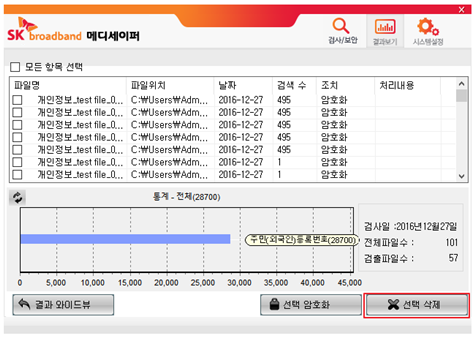 SK broadband 메디세이퍼
검사/보안 결과보기 시스템설정
모든 항목 선택
파일명 파일위치 날짜 검색 수 조치 처리내용
개인정보_test file_0... C:₩Users₩Adm... 2016-12-27 495 암호화
개인정보_test file_0... C:₩Users₩Adm... 2016-12-27 495 암호화
개인정보_test file_0... C:₩Users₩Adm... 2016-12-27 495 암호화
개인정보_test file_0... C:₩Users₩Adm... 2016-12-27 495 암호화
개인정보_test file_0... C:₩Users₩Adm... 2016-12-27 495 암호화
개인정보_test file_0... C:₩Users₩Adm... 2016-12-27 1 암호화
개인정보_test file_0... C:₩Users₩Adm... 2016-12-27 1 암호화
통계 - 전체(28700)
주민(외국인)등록번호(28700)
0 5,000 10,000 15,000 20,000 25,000 30,000 35,000 40,000 45,000
검사일 :2016년12월27일
전체파일수 : 101
검출파일수 : 57
결과 와이드뷰 선택 암호화 선택 삭제